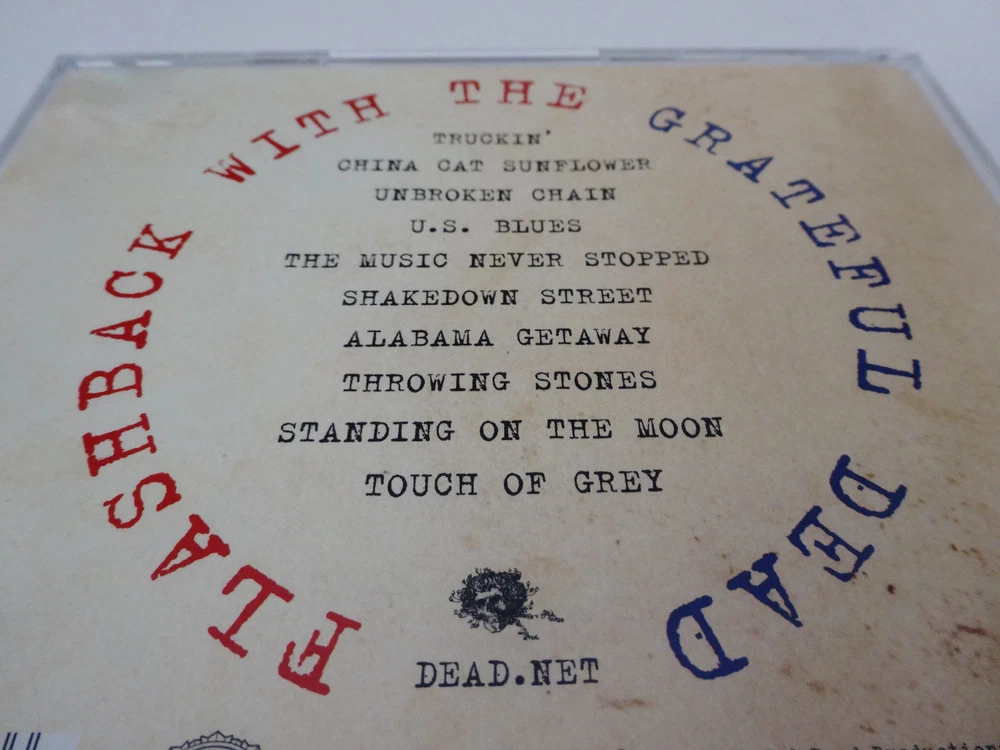 FLASHBACK WITH THE GRATEFUL DEAD
TRUCKIN'
CHINA CAT SUNFLOWER
UNBROKEN CHAIN
U.S. BLUES
THE MUSIC NEVER STOPPED
SHAKEDOWN STREET
ALABAMA GETAWAY
THROWING STONES
STANDING ON THE MOON
TOUCH OF GREY
DEAD.NET